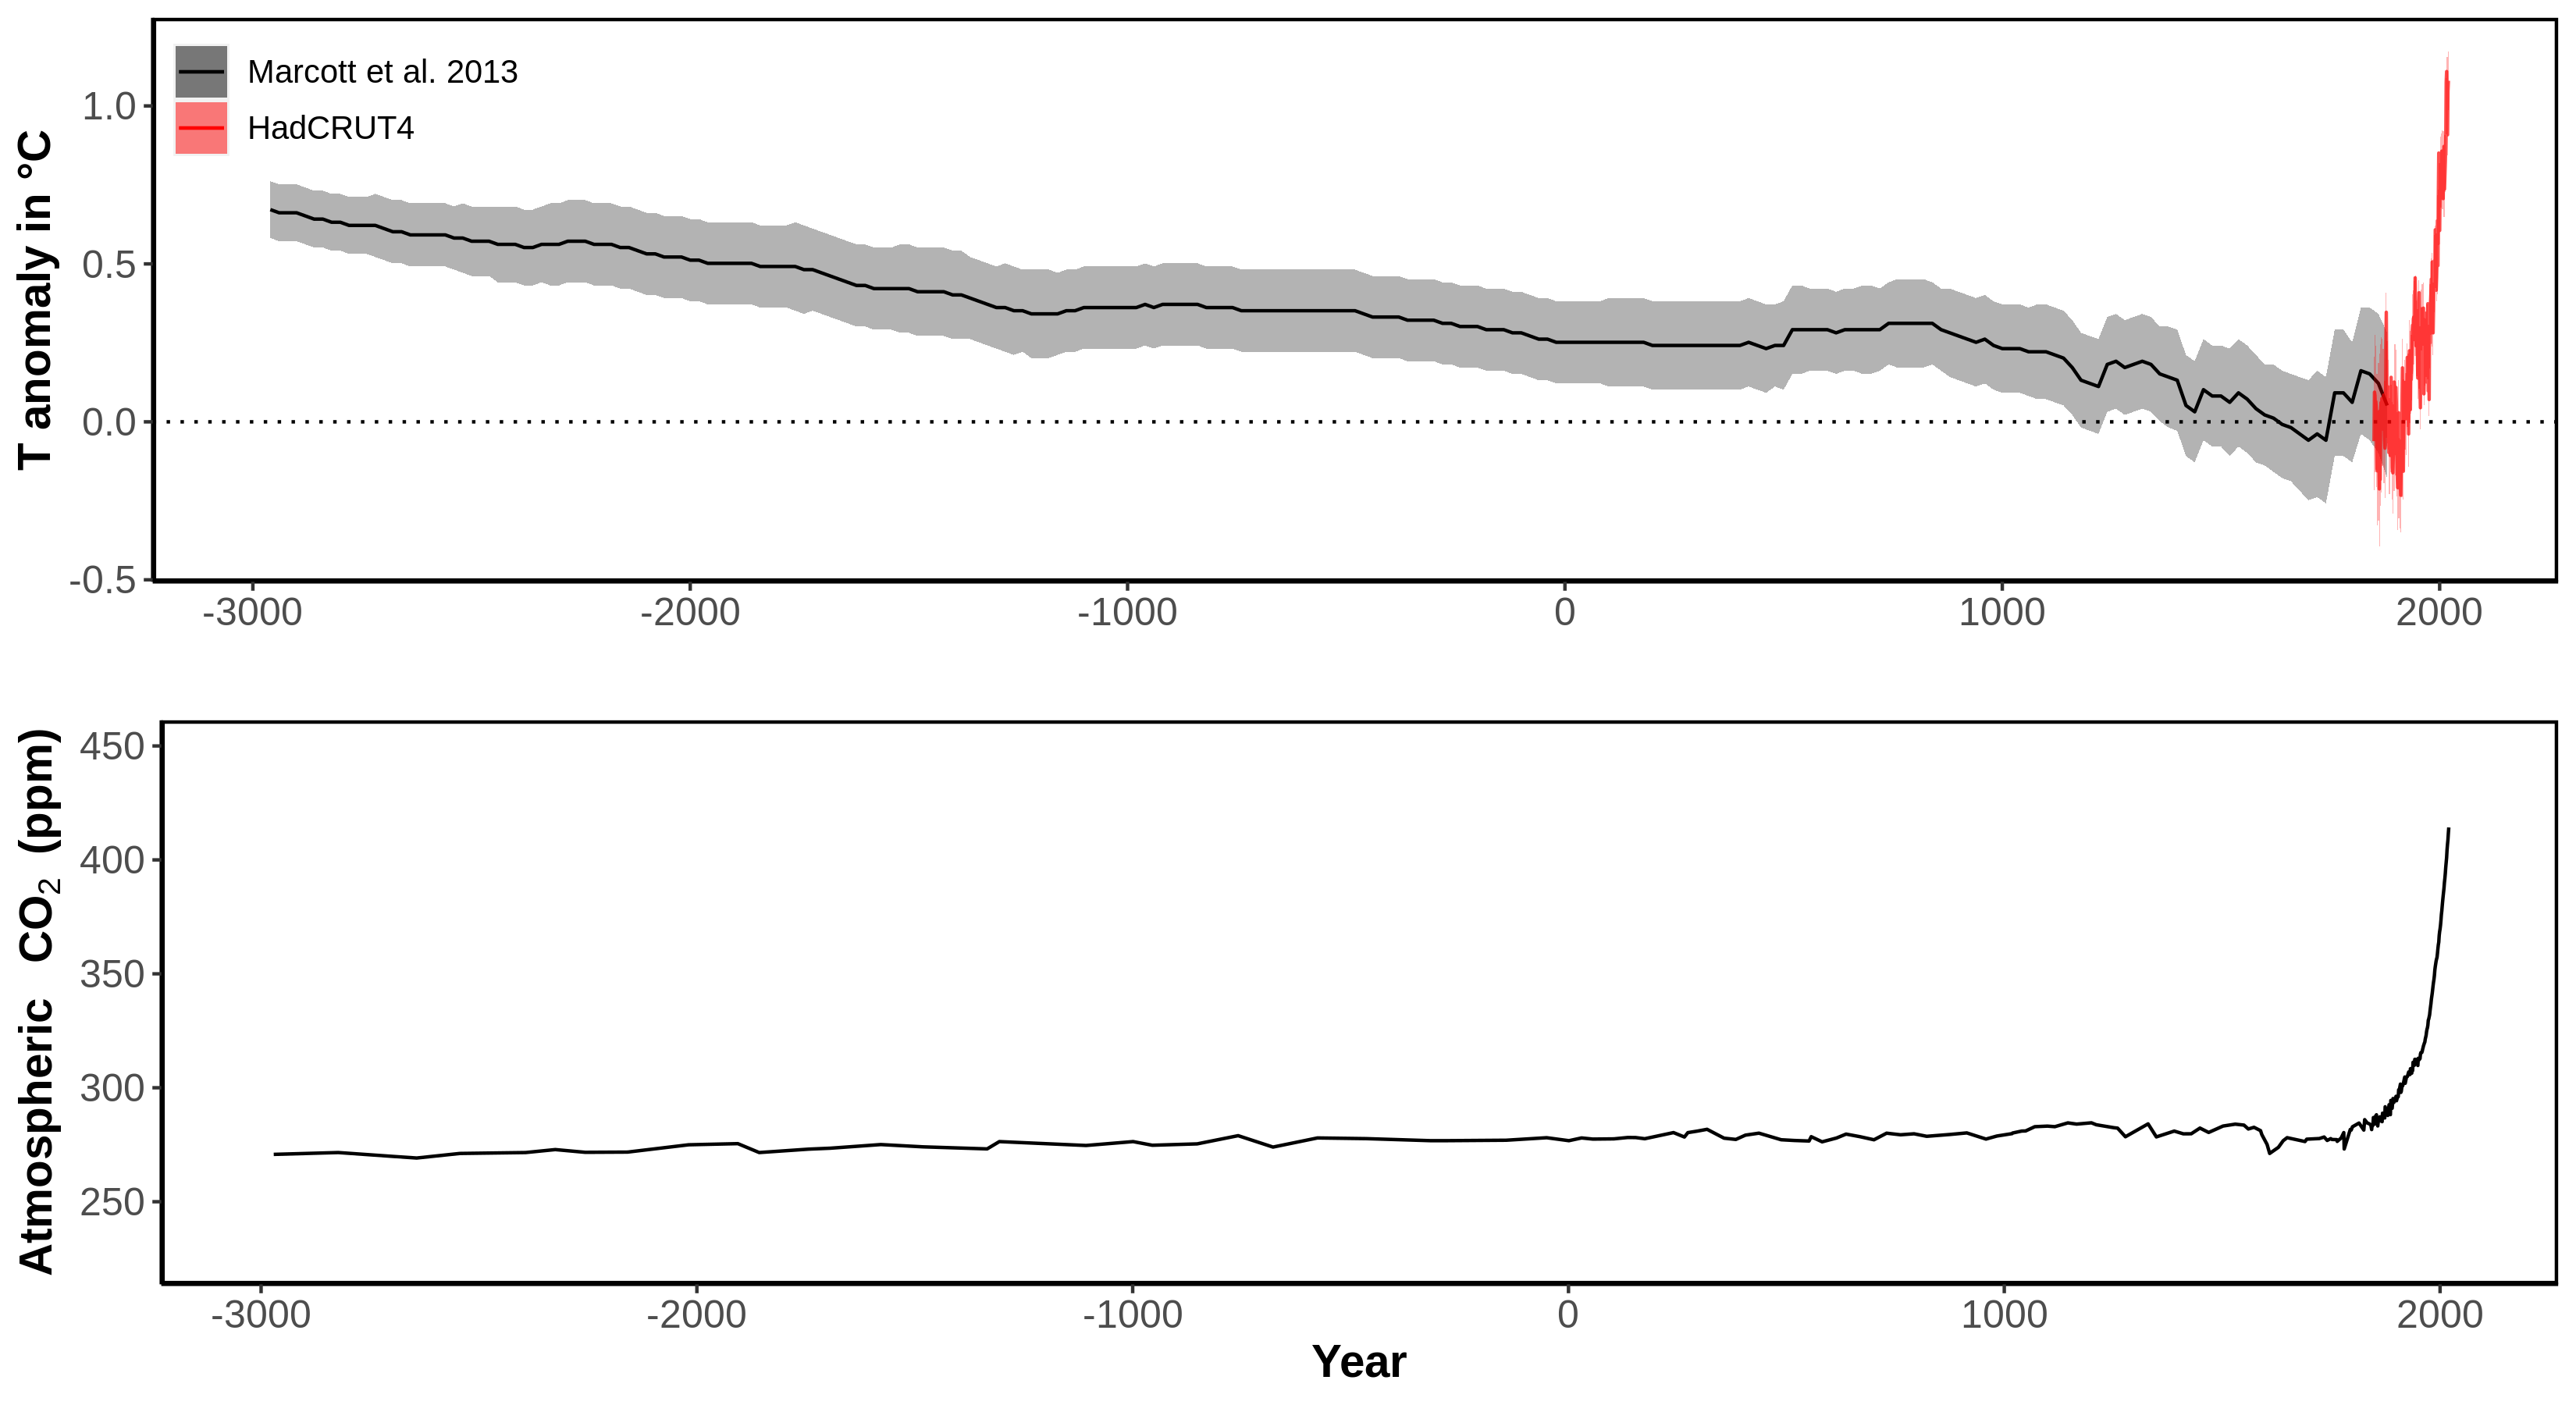 Marcott et al. 2013
HadCRUT4
T anomaly in °C
1.0
0.5
0.0
-0.5
-3000 -2000 -1000 0 1000 2000
Atmospheric CO₂ (ppm)
450
400
350
300
250
-3000 -2000 -1000 0 1000 2000
Year